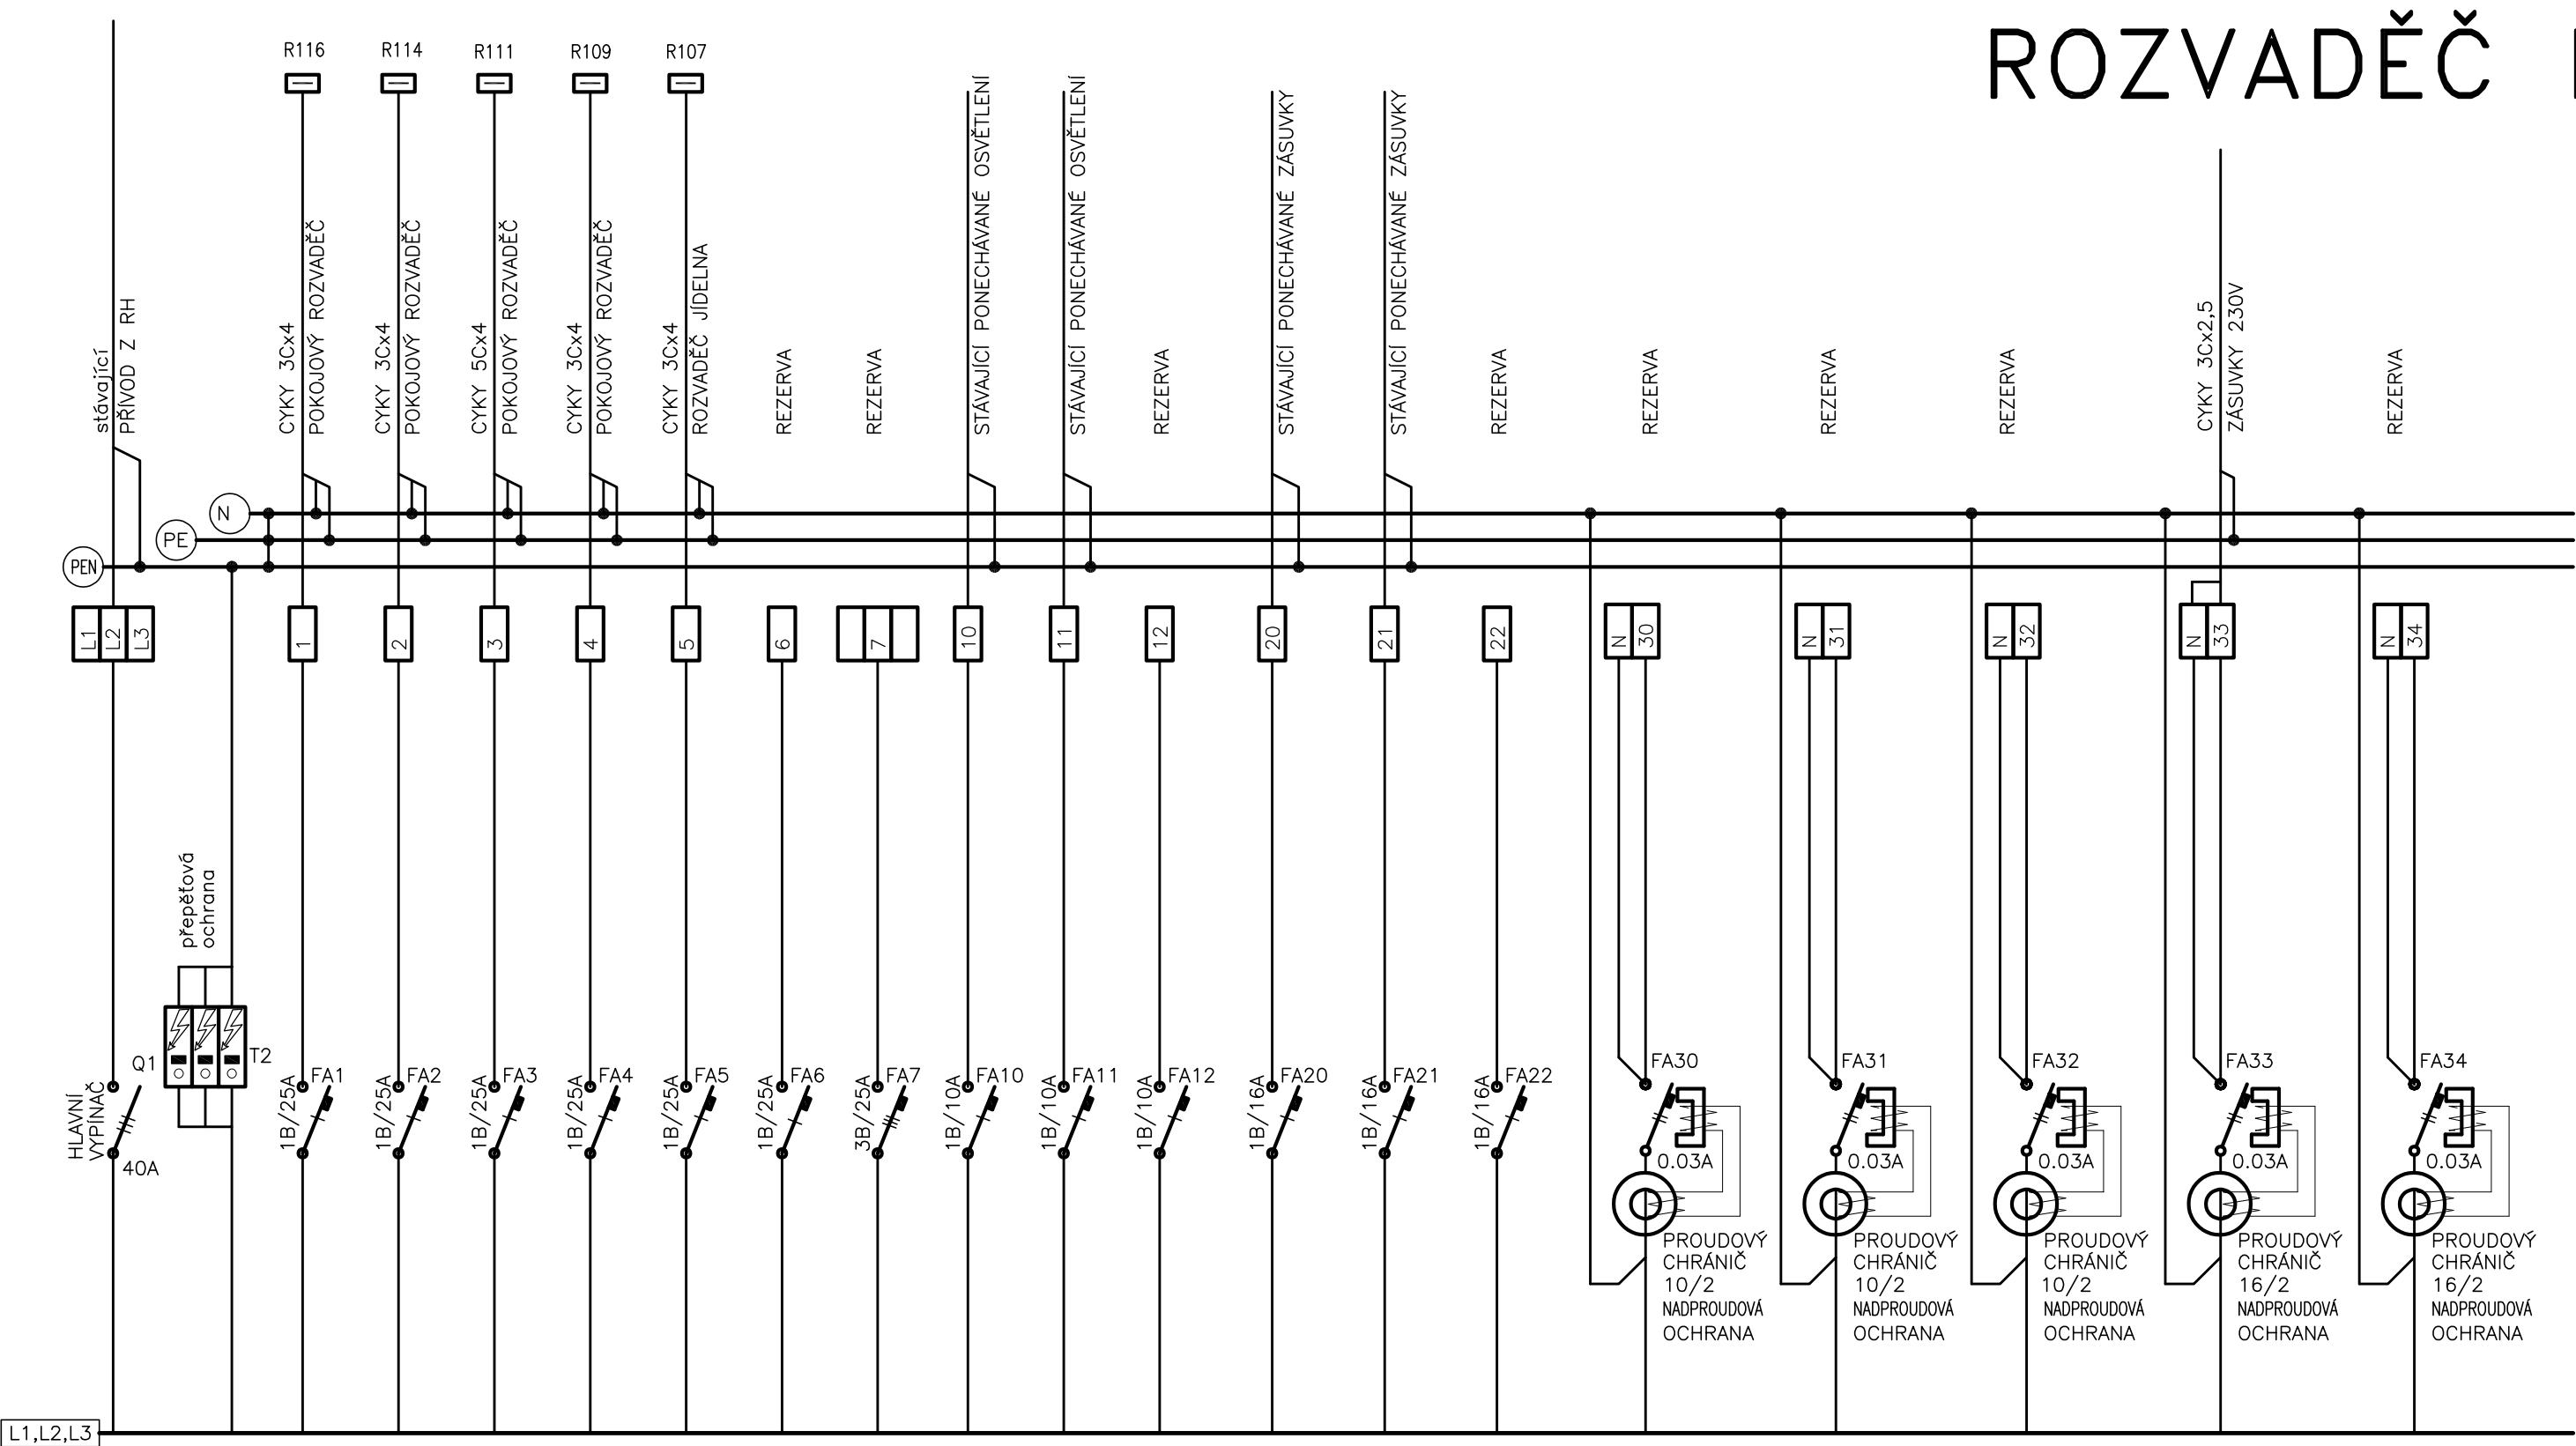 ROZVADĚČ
R116
R114
R111
R109
R107
stávající
PŘÍVOD Z RH
CYKY 3Cx4
POKOJOVÝ ROZVADĚČ
CYKY 3Cx4
POKOJOVÝ ROZVADĚČ
CYKY 5Cx4
POKOJOVÝ ROZVADĚČ
CYKY 3Cx4
POKOJOVÝ ROZVADĚČ
CYKY 3Cx4
ROZVADĚČ JÍDELNA
REZERVA
REZERVA
STÁVAJÍCÍ PONECHÁVANÉ OSVĚTLENÍ
STÁVAJÍCÍ PONECHÁVANÉ OSVĚTLENÍ
REZERVA
STÁVAJÍCÍ PONECHÁVANÉ ZÁSUVKY
STÁVAJÍCÍ PONECHÁVANÉ ZÁSUVKY
REZERVA
REZERVA
REZERVA
REZERVA
CYKY 3Cx2,5
ZÁSUVKY 230V
REZERVA
N
PE
PEN
L1
L2
L3
1
2
3
4
5
6
7
10
11
12
20
21
22
N
30
N
31
N
32
N
33
N
34
přepěťová
ochrana
HLAVNÍ
VYPÍNAČ
Q1
40A
T2
1B/25A
FA1
1B/25A
FA2
1B/25A
FA3
1B/25A
FA4
1B/25A
FA5
1B/25A
FA6
3B/25A
FA7
1B/10A
FA10
1B/10A
FA11
1B/10A
FA12
1B/16A
FA20
1B/16A
FA21
1B/16A
FA22
FA30
0.03A
PROUDOVÝ
CHRÁNIČ
10/2
NADPROUDOVÁ
OCHRANA
FA31
0.03A
PROUDOVÝ
CHRÁNIČ
10/2
NADPROUDOVÁ
OCHRANA
FA32
0.03A
PROUDOVÝ
CHRÁNIČ
10/2
NADPROUDOVÁ
OCHRANA
FA33
0.03A
PROUDOVÝ
CHRÁNIČ
16/2
NADPROUDOVÁ
OCHRANA
FA34
0.03A
PROUDOVÝ
CHRÁNIČ
16/2
NADPROUDOVÁ
OCHRANA
L1,L2,L3